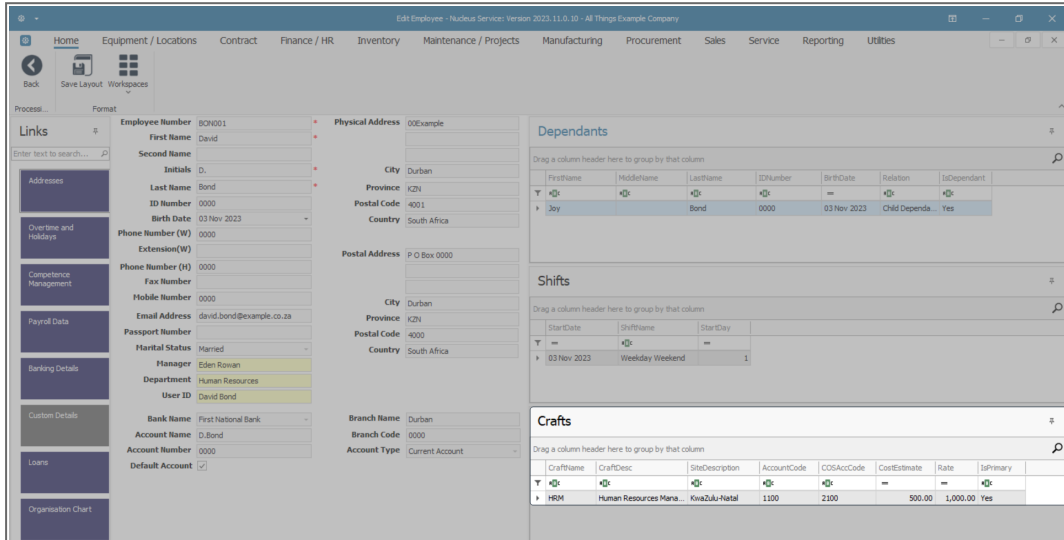 Edit Employee - Nucleus Service: Version 2023.11.0.10 - All Things Example Company
Home Equipment / Locations Contract Finance / HR Inventory Maintenance / Projects Manufacturing Procurement Sales Service Reporting Utilities
Back Save Layout Workspaces
Processi... Format
Links
Enter text to search...
Addresses
Overtime and
Holidays
Competence
Management
Payroll Data
Banking Details
Custom Details
Loans
Organisation Chart
Employee Number BON001 *
First Name David *
Second Name
Initials D. *
Last Name Bond *
ID Number 0000
Birth Date 03 Nov 2023
Phone Number (W) 0000
Extension(W)
Phone Number (H) 0000
Fax Number
Mobile Number 0000
Email Address david.bond@example.co.za
Passport Number
Marital Status Married
Manager Eden Rowan
Department Human Resources
User ID David Bond
Bank Name First National Bank
Account Name D.Bond
Account Number 0000
Default Account
Physical Address 00Example
City Durban
Province KZN
Postal Code 4001
Country South Africa
Postal Address P O Box 0000
City Durban
Province KZN
Postal Code 4000
Country South Africa
Branch Name Durban
Branch Code 0000
Account Type Current Account
Dependants
Drag a column header here to group by that column
FirstName MiddleName LastName IDNumber BirthDate Relation IsDependant
Joy Bond 0000 03 Nov 2023 Child Dependa... Yes
Shifts
Drag a column header here to group by that column
StartDate ShiftName StartDay
03 Nov 2023 Weekday Weekend 1
Crafts
Drag a column header here to group by that column
CraftName CraftDesc SiteDescription AccountCode COSAccCode CostEstimate Rate IsPrimary
HRM Human Resources Mana... KwaZulu-Natal 1100 2100 500.00 1,000.00 Yes